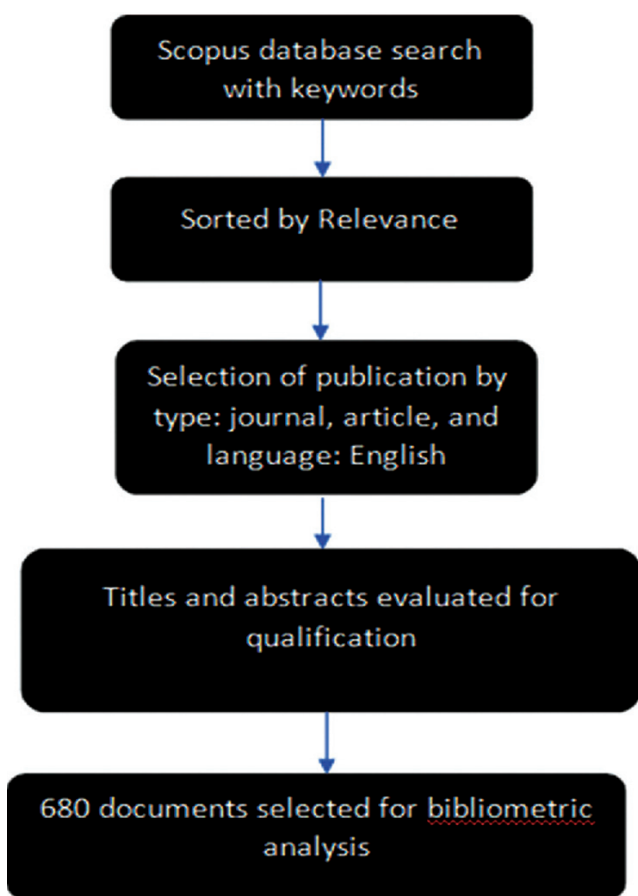 Scopus database search
with keywords
Sorted by Relevance
Selection of publication by
type: journal, article, and
language: English
Titles and abstracts evaluated for
qualification
680 documents selected for bibliometric
analysis